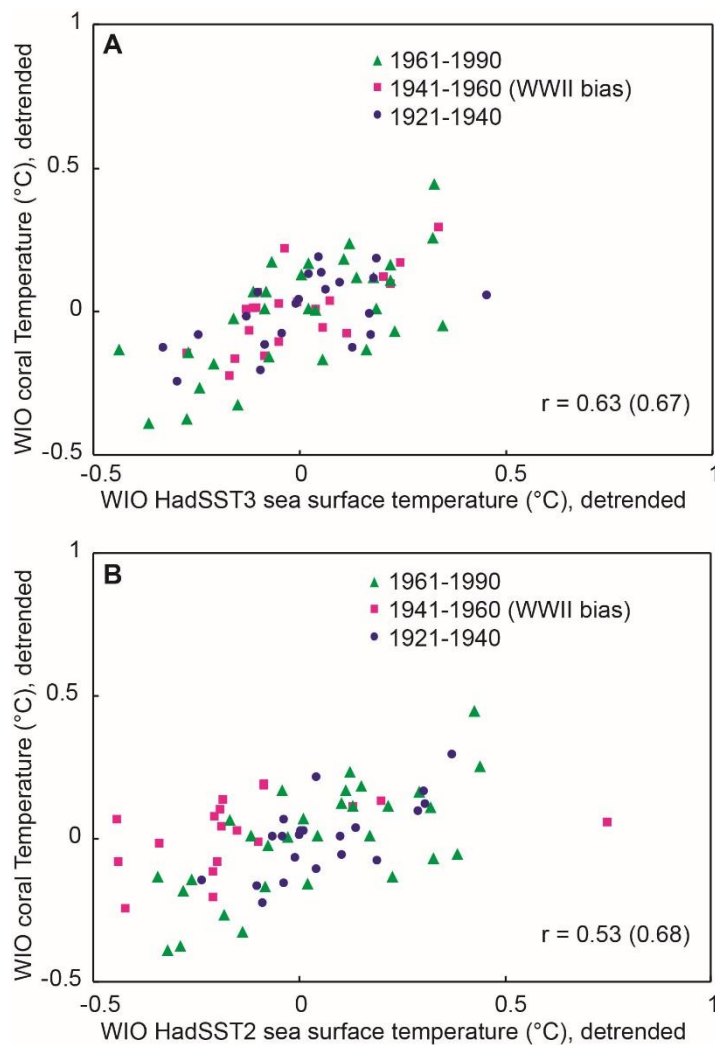 1
A
1961-1990
1941-1960 (WWII bias)
1921-1940
0.5
0
-0.5
WIO coral Temperature (°C), detrended
r = 0.63 (0.67)
-0.5 0 0.5 1
WIO HadSST3 sea surface temperature (°C), detrended
1
B
1961-1990
1941-1960 (WWII bias)
1921-1940
0.5
0
-0.5
WIO coral Temperature (°C), detrended
r = 0.53 (0.68)
-0.5 0 0.5 1
WIO HadSST2 sea surface temperature (°C), detrended